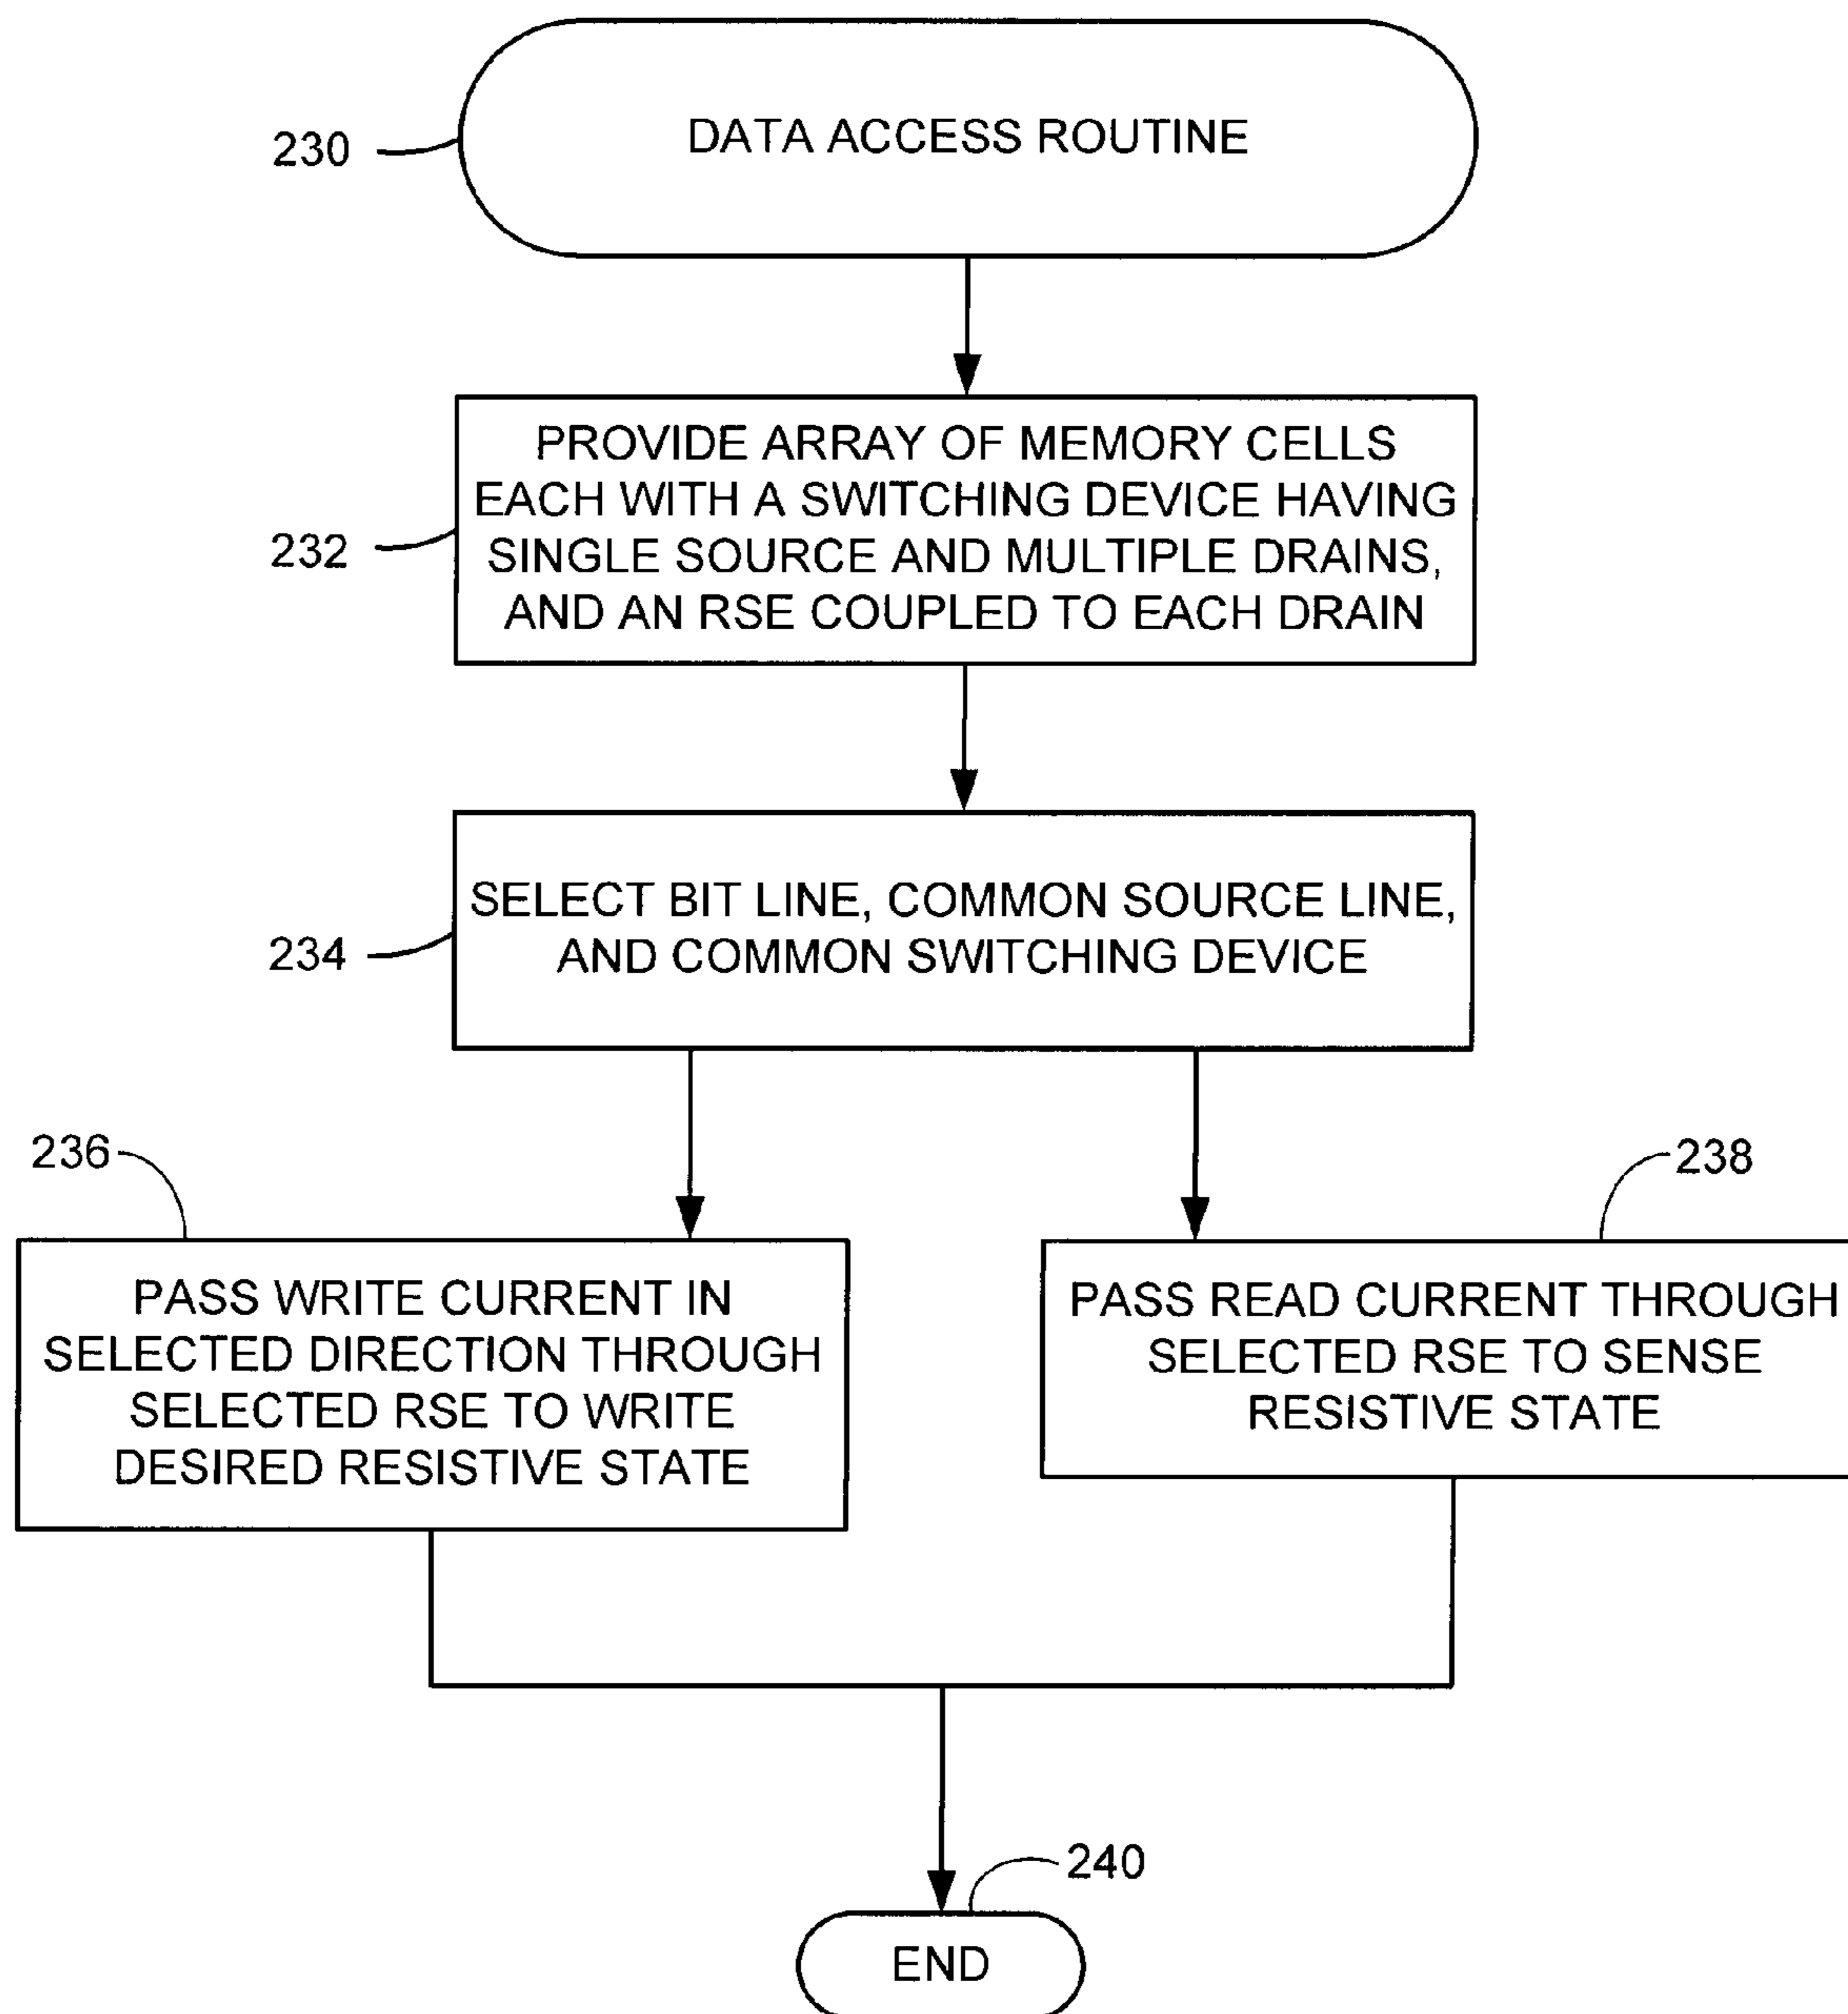 230
DATA ACCESS ROUTINE
232
PROVIDE ARRAY OF MEMORY CELLS
EACH WITH A SWITCHING DEVICE HAVING
SINGLE SOURCE AND MULTIPLE DRAINS,
AND AN RSE COUPLED TO EACH DRAIN
234
SELECT BIT LINE, COMMON SOURCE LINE,
AND COMMON SWITCHING DEVICE
236
PASS WRITE CURRENT IN
SELECTED DIRECTION THROUGH
SELECTED RSE TO WRITE
DESIRED RESISTIVE STATE
238
PASS READ CURRENT THROUGH
SELECTED RSE TO SENSE
RESISTIVE STATE
240
END